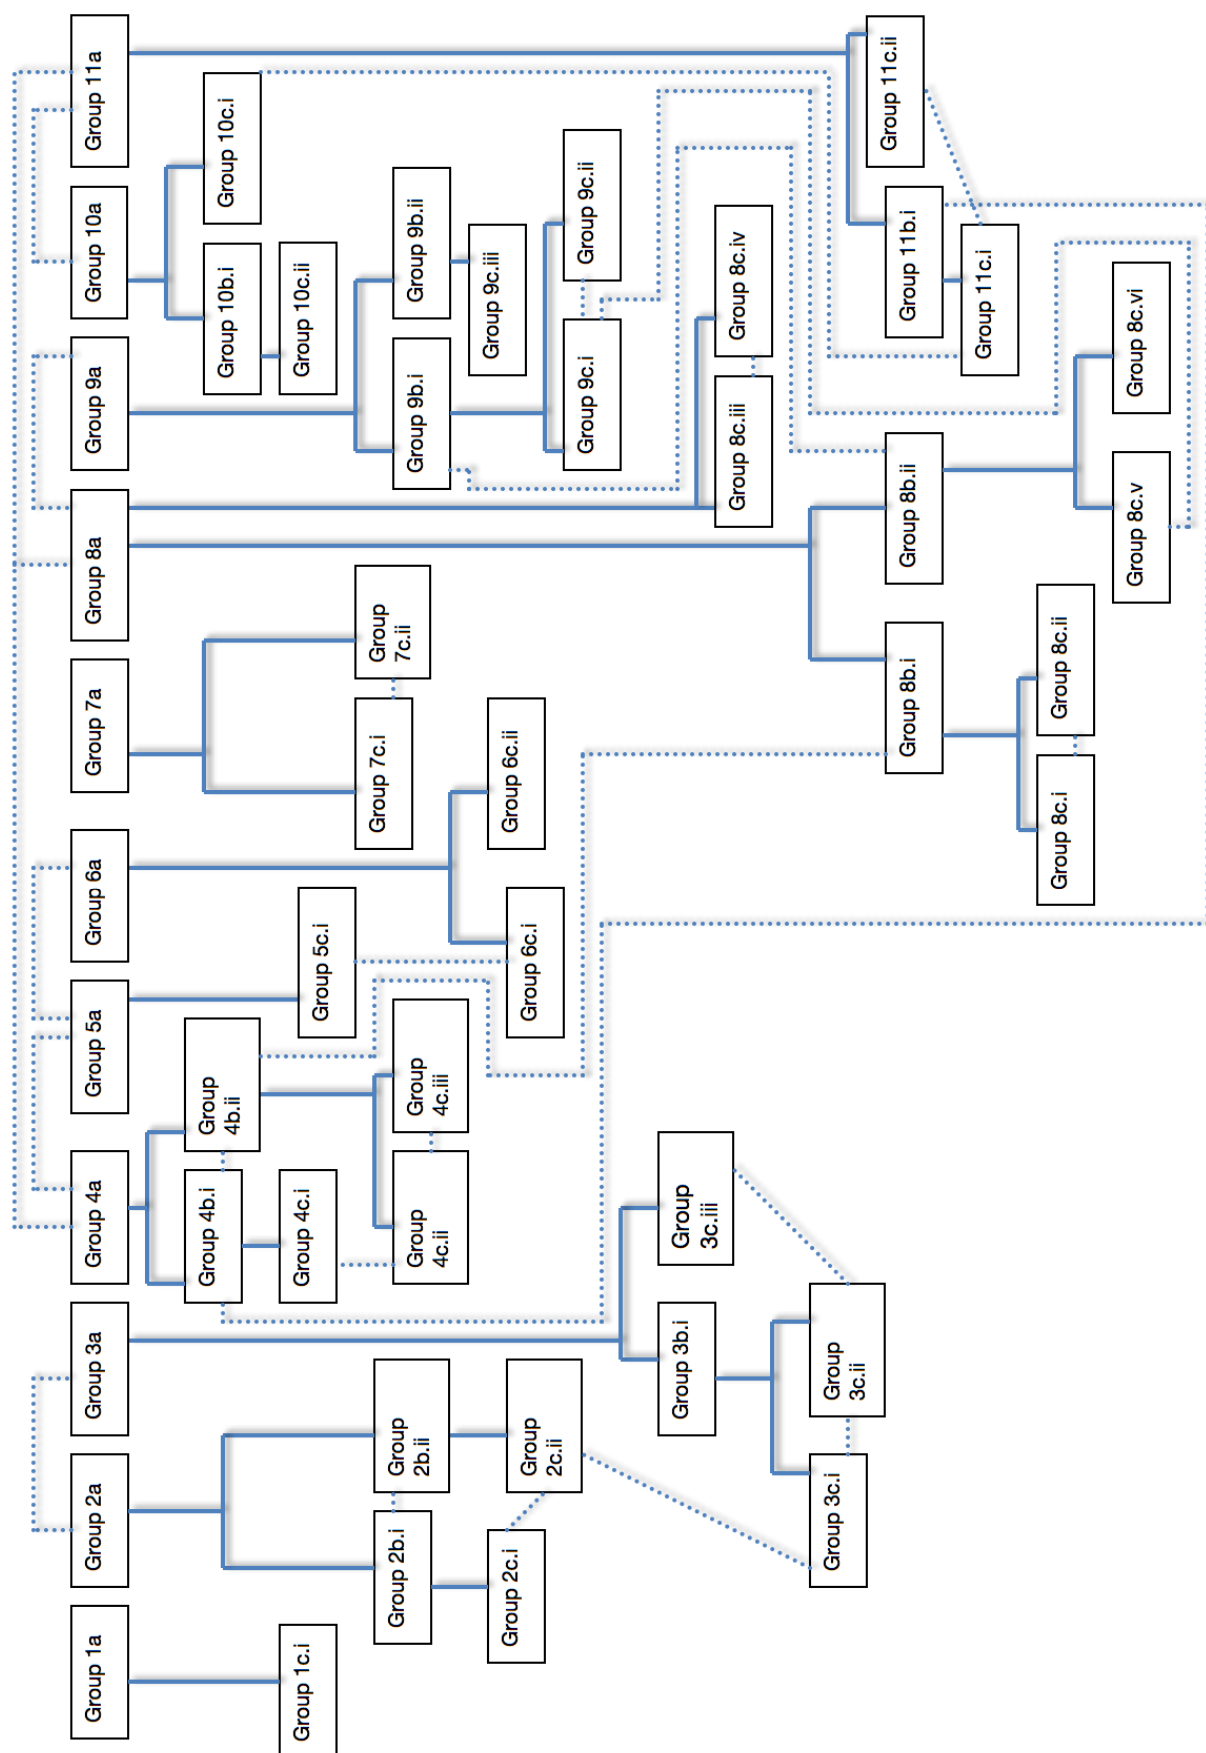 Group 1a
Group 2a
Group 3a
Group 4a
Group 5a
Group 6a
Group 7a
Group 8a
Group 9a
Group 10a
Group 11a
Group 4b.i
Group
4b.ii
Group 10b.i
Group 10c.i
Group 1c.i
Group 4c.i
Group 5c.i
Group 10c.ii
Group 2b.i
Group
2b.ii
Group
4c.ii
Group
4c.iii
Group 7c.i
Group
7c.ii
Group 9b.i
Group 9b.ii
Group 9c.iii
Group 2c.i
Group
2c.ii
Group 6c.i
Group 6c.ii
Group 9c.i
Group 9c.ii
Group 3b.i
Group
3c.iii
Group 8c.iii
Group 8c.iv
Group 3c.i
Group
3c.ii
Group 8b.i
Group 8b.ii
Group 11b.i
Group 11c.ii
Group 11c.i
Group 8c.i
Group 8c.ii
Group 8c.v
Group 8c.vi